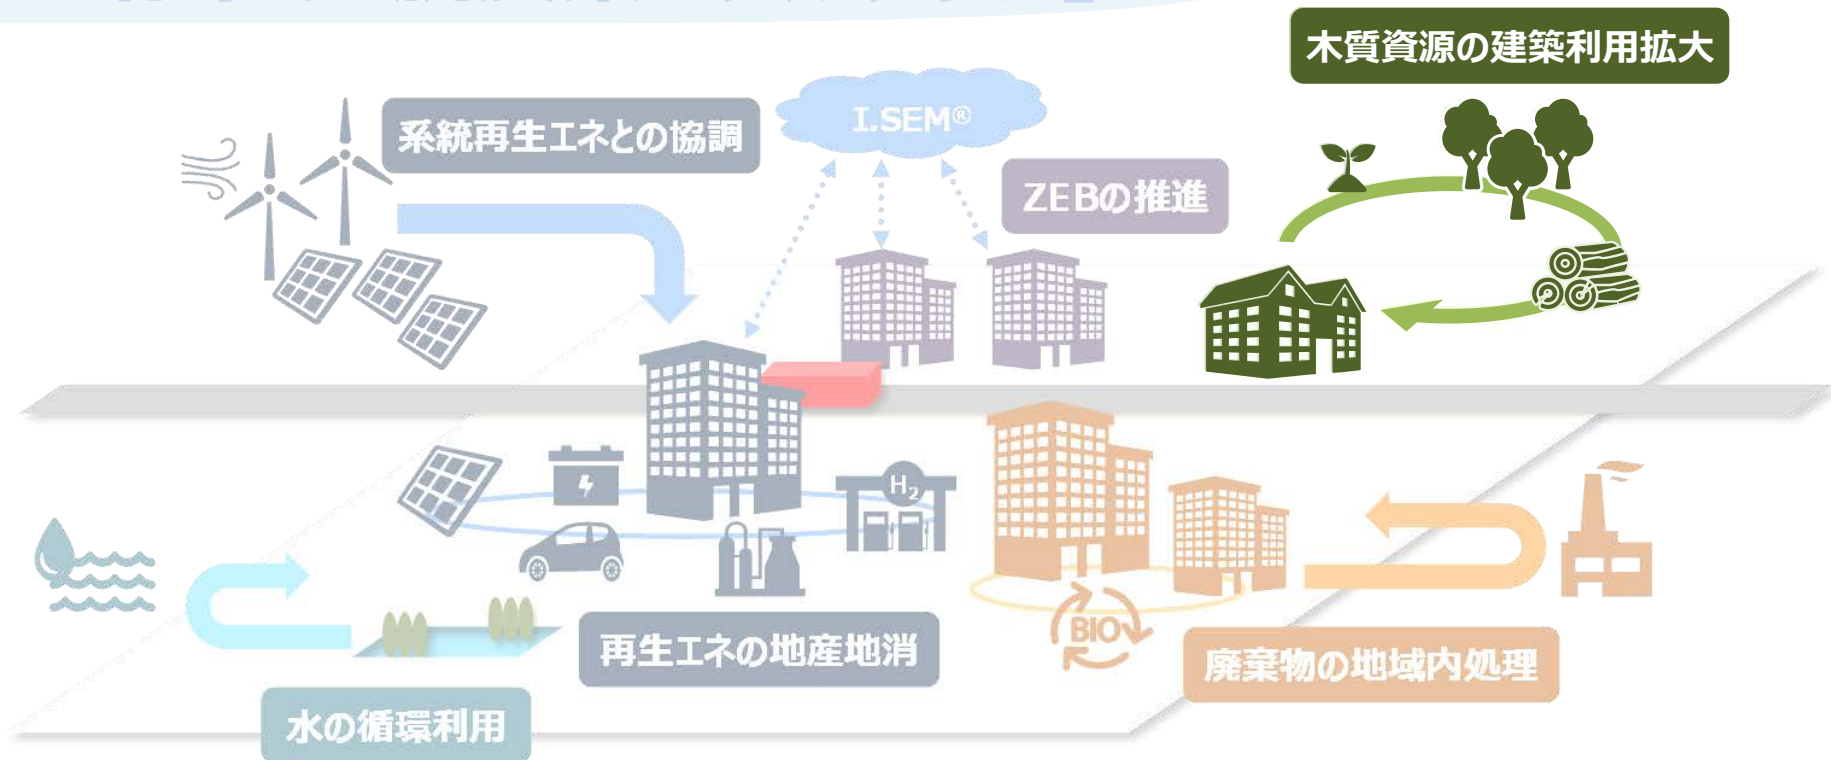 木質資源の建築利用拡大
系統再生エネとの協調
I.SEM®
ZEBの推進
H₂
BIO
再生エネの地産地消
廃棄物の地域内処理
水の循環利用